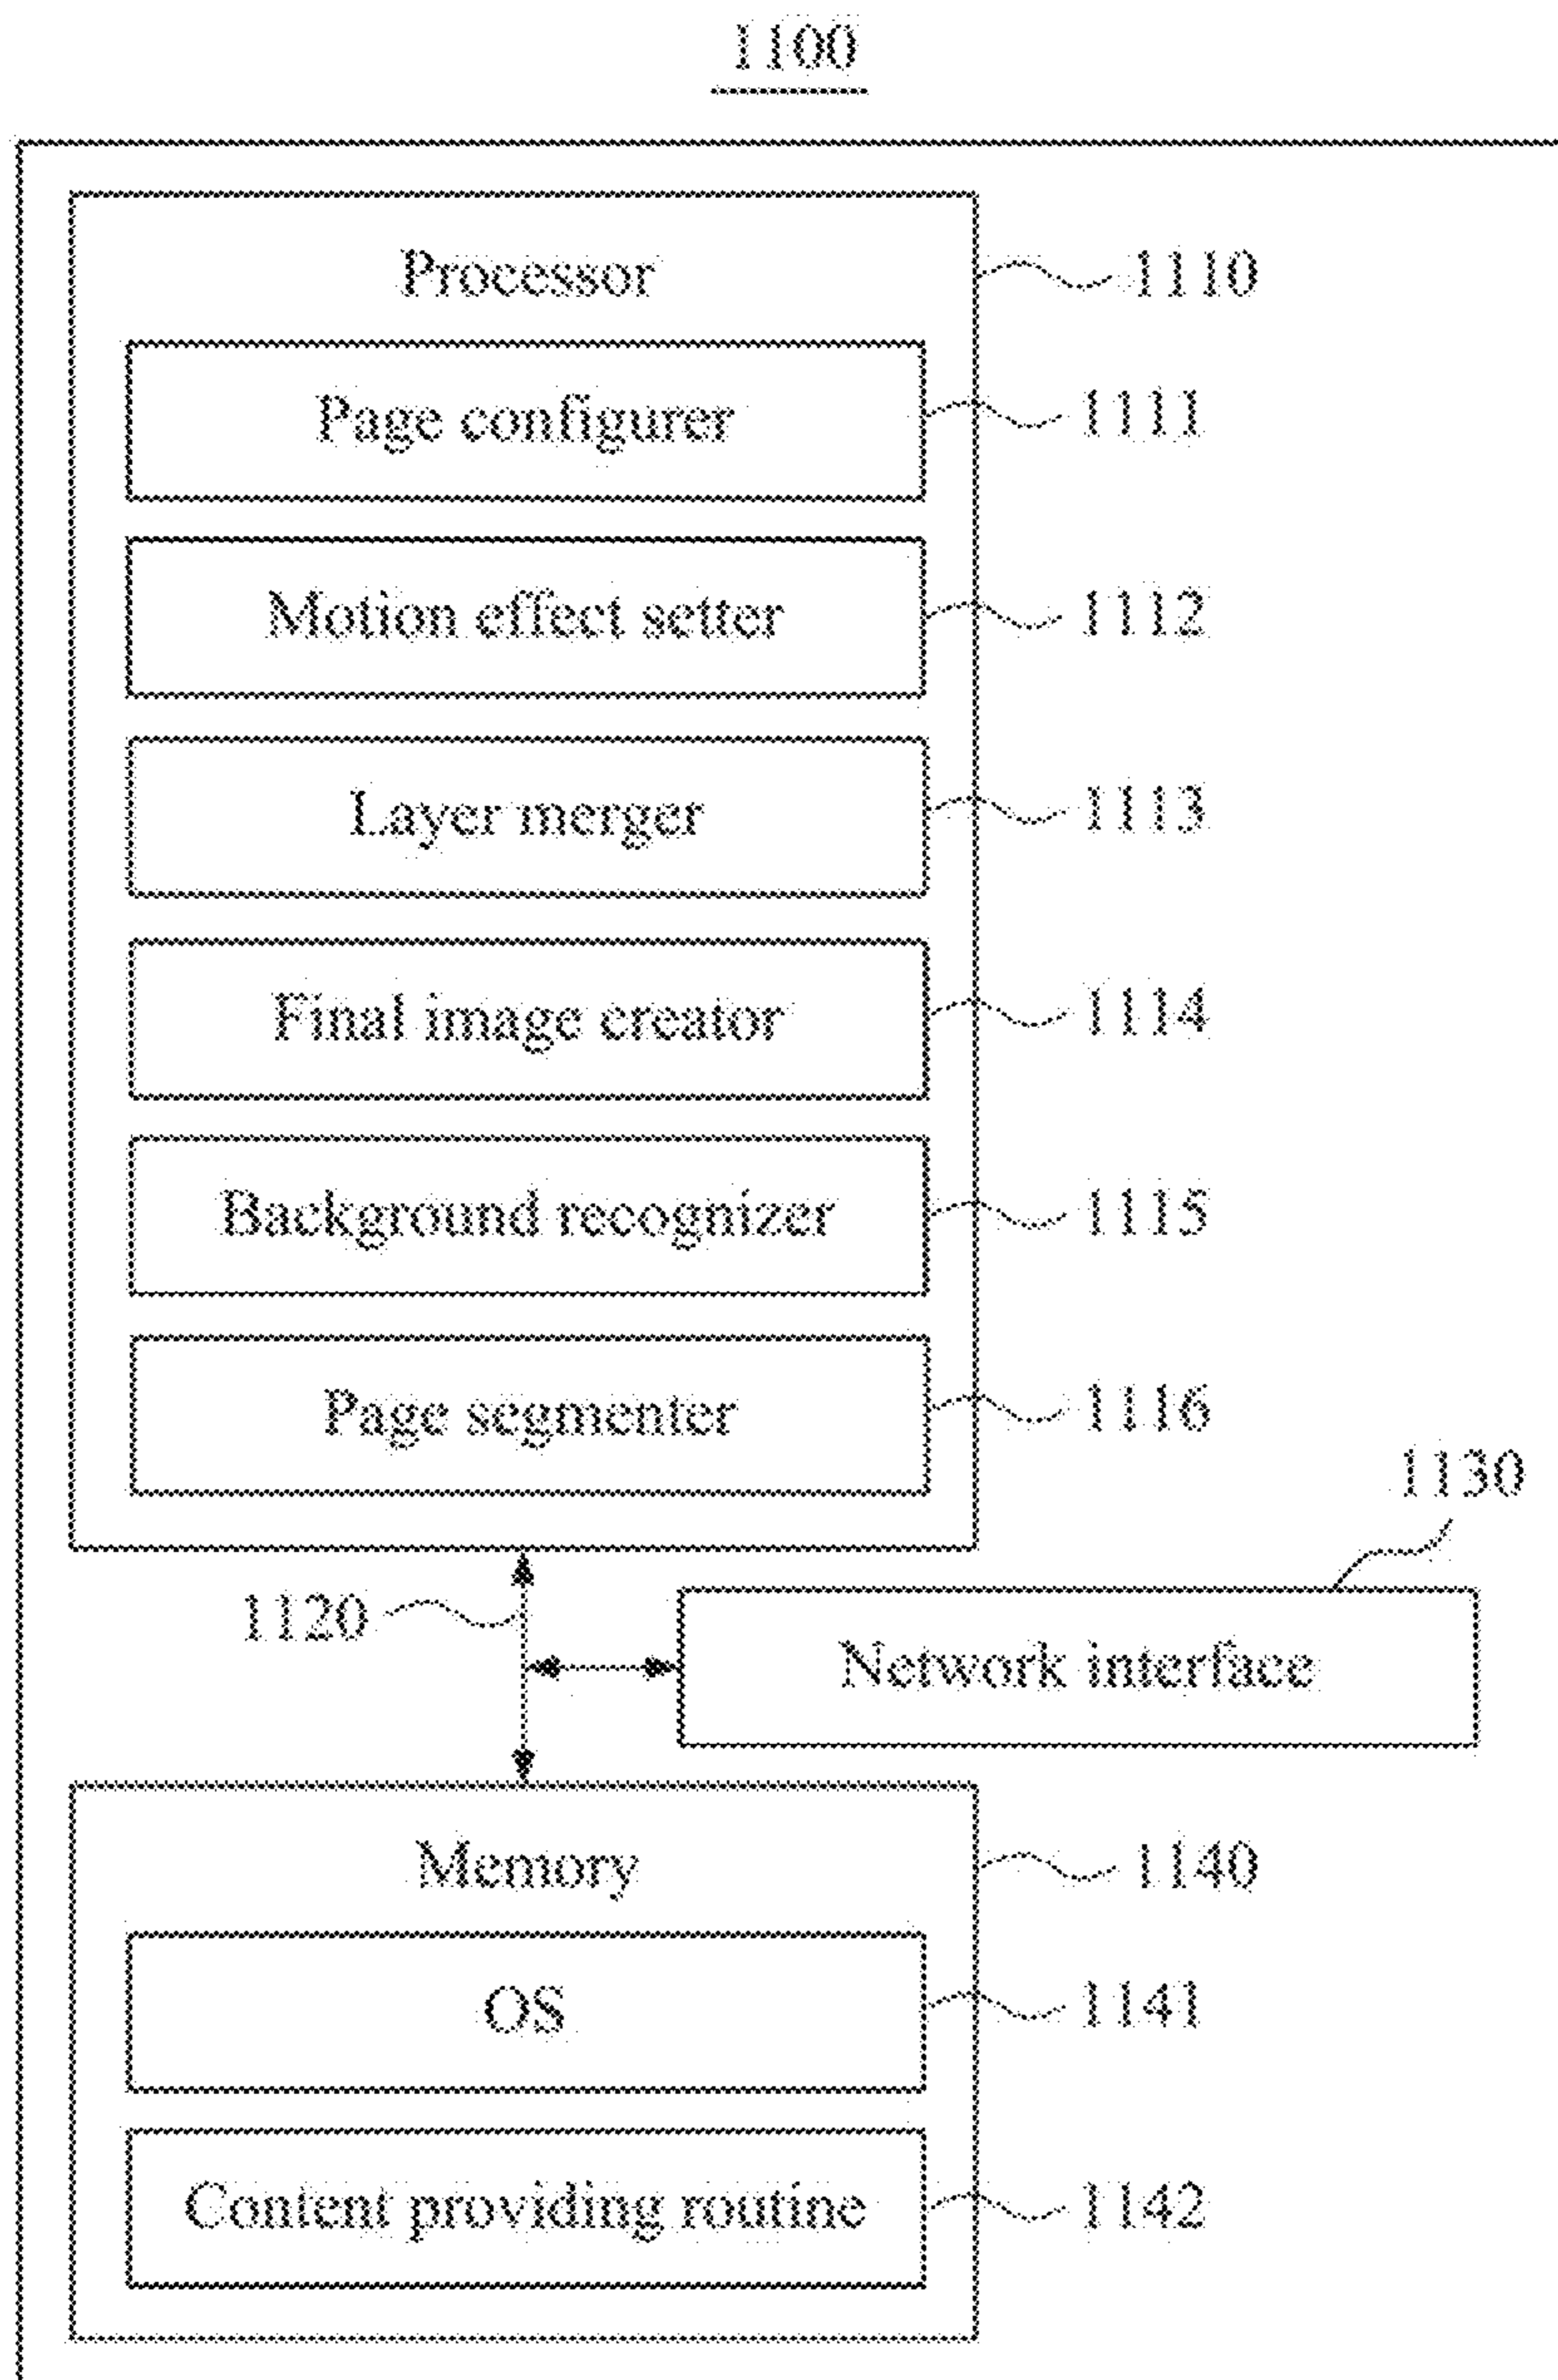 1100
Processor
1110
Page configurer
1111
Motion effect setter
1112
Layer merger
1113
Final image creator
1114
Background recognizer
1115
Page segmenter
1116
1130
1120
Network interface
Memory
1140
OS
1141
Content providing routine
1142